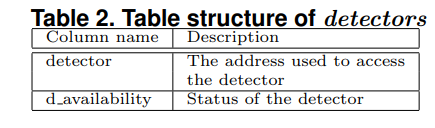 Table 2. Table structure of detectors
Column name Description
detector The address used to access
the detector
d_availability Status of the detector